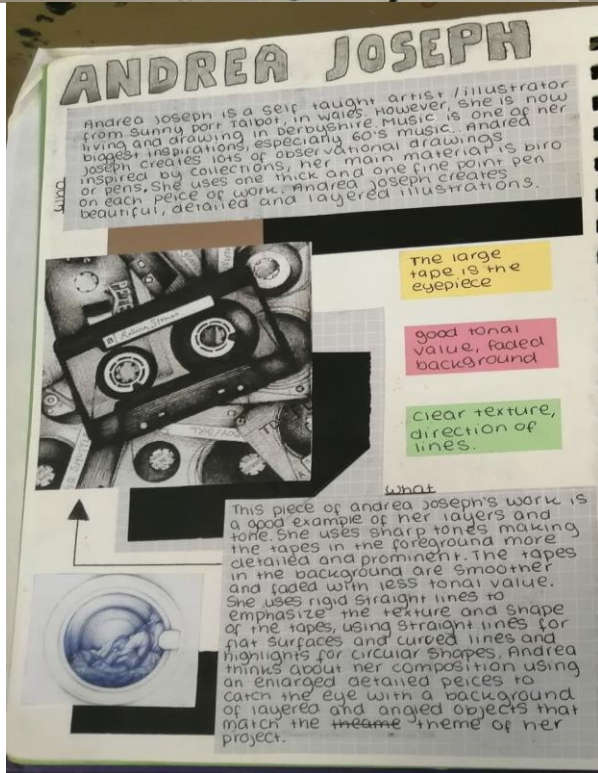 ANDREA JOSEPH
Who
Andrea Joseph is a self taught artist/illustrator
from sunny port Talbot, in Wales. However, she is now
living and drawing in Derbyshire. Music is one of her
biggest inspirations, especially 60's music.. Andrea
Joseph creates lots of observational drawings
inspired by collections, her main material is biro
or pens. She uses one thick and one fine point pen
on each peice of work. Andrea Joseph creates
beautiful, detailed and layered illustrations.
The large
tape is the
eyepiece
good tonal
value, faded
background
clear texture,
direction of
lines.
what
This piece of andrea joseph's work is
a good example of her layers and
tone. She uses sharp tones making
the tapes in the foreground more
detailed and prominent. The tapes
in the background are smoother
and faded with less tonal value.
She uses rigid straight lines to
emphasize the texture and shape
of the tapes, using straight lines for
flat surfaces and curved lines and
highlights for circular shapes. Andrea
thinks about her composition using
an enlarged detailed peices to
catch the eye with a background
of layered and angled objects that
match the theame theme of her
project.